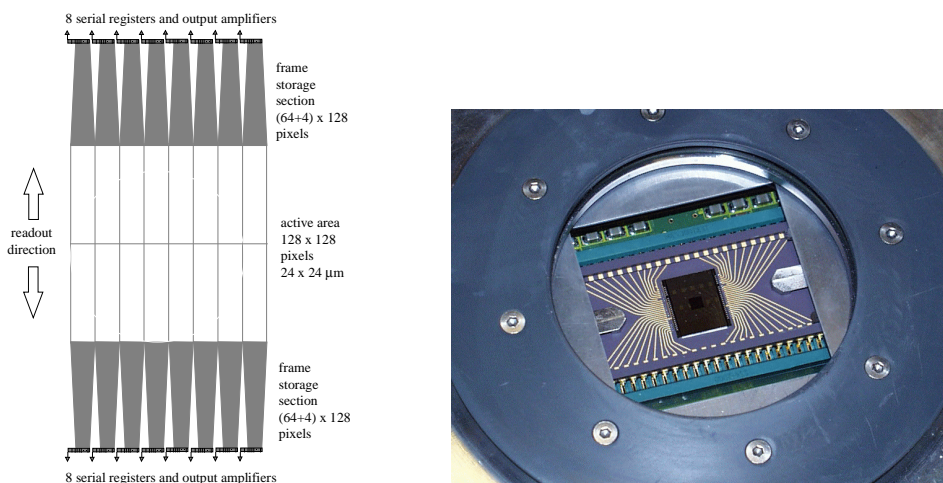 8 serial registers and output amplifiers
frame
storage
section
(64+4) x 128
pixels
readout
direction
active area
128 x 128
pixels
24 x 24 μm
frame
storage
section
(64+4) x 128
pixels
8 serial registers and output amplifiers